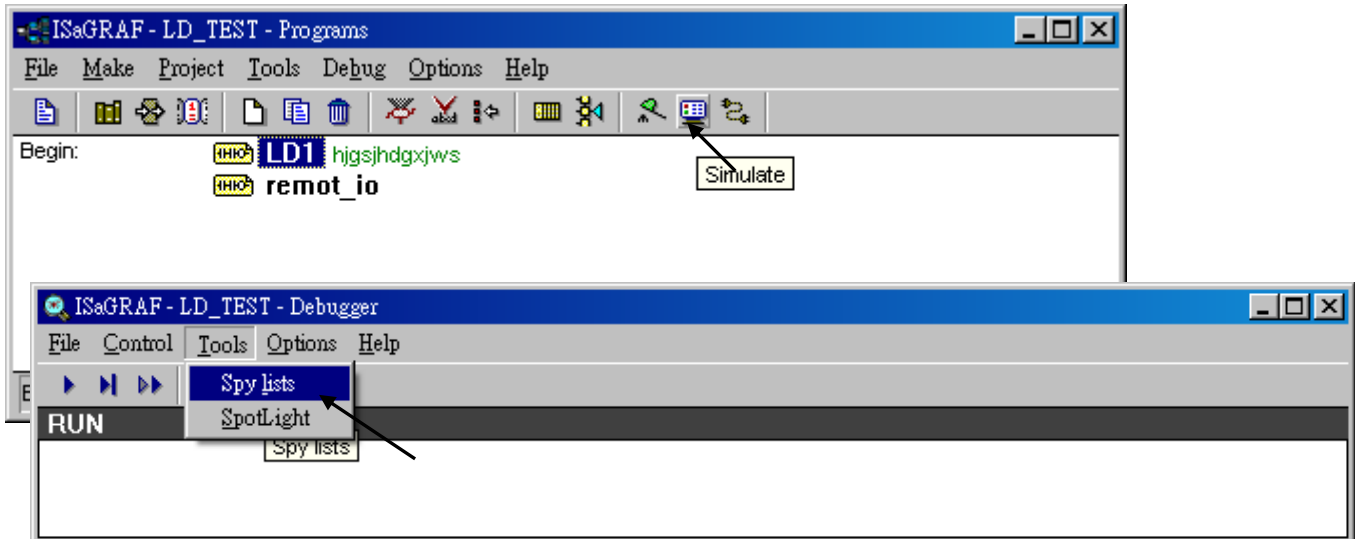 ISaGRAF - LD_TEST - Programs
File Make Project Tools Debug Options Help
Begin: LD1 hjgsjhdgxjws
remot_io
Simulate
ISaGRAF - LD_TEST - Debugger
File Control Tools Options Help
Spy lists
SpotLight
RUN
Spy lists